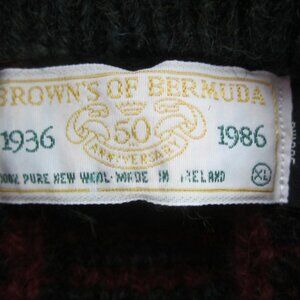 BROWN'S OF BERMUDA
1936 50 1986
ANNIVERSARY
100% PURE NEW WOOL-MADE IN IRELAND XL